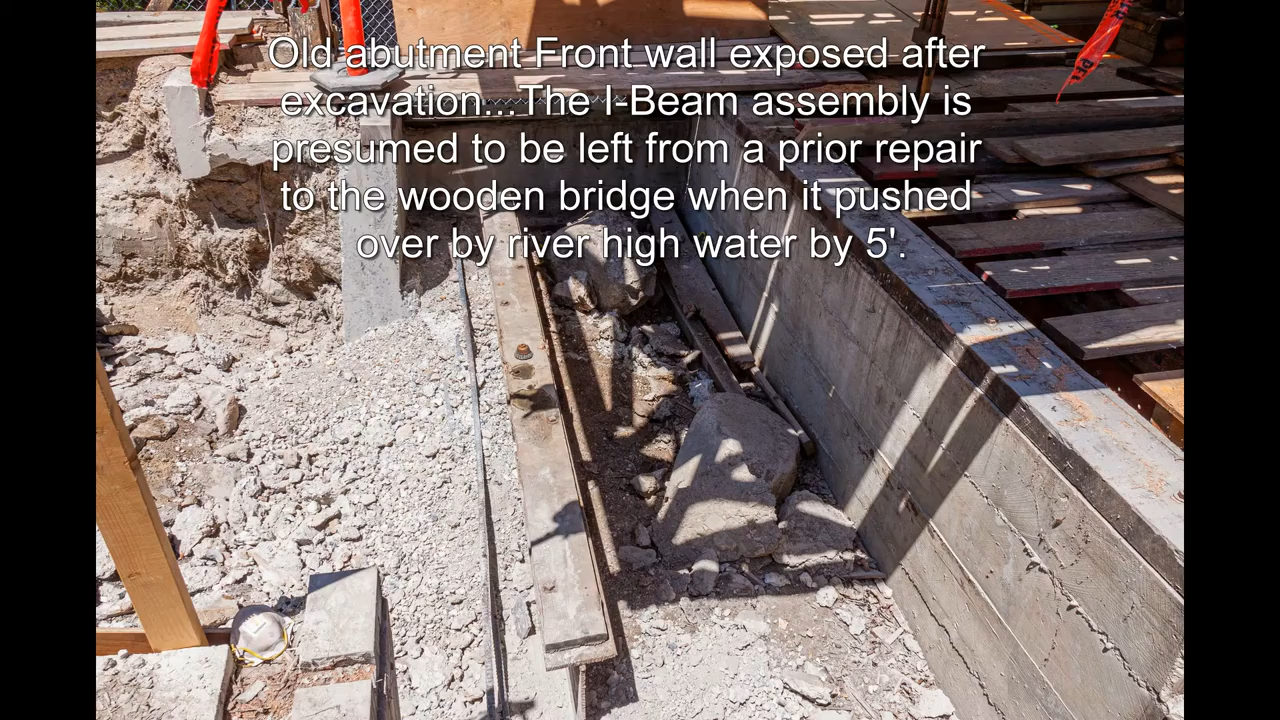 Old abutment Front wall exposed after
excavation...The I-Beam assembly is
presumed to be left from a prior repair
to the wooden bridge when it pushed
over by river high water by 5'.